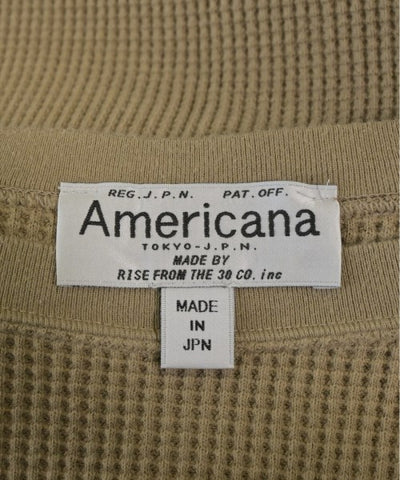 REG. J. P. N. PAT. OFF.
Americana
TOKYO-J.P.N.
MADE BY
RISE FROM THE 30 CO. inc
MADE
IN
JPN